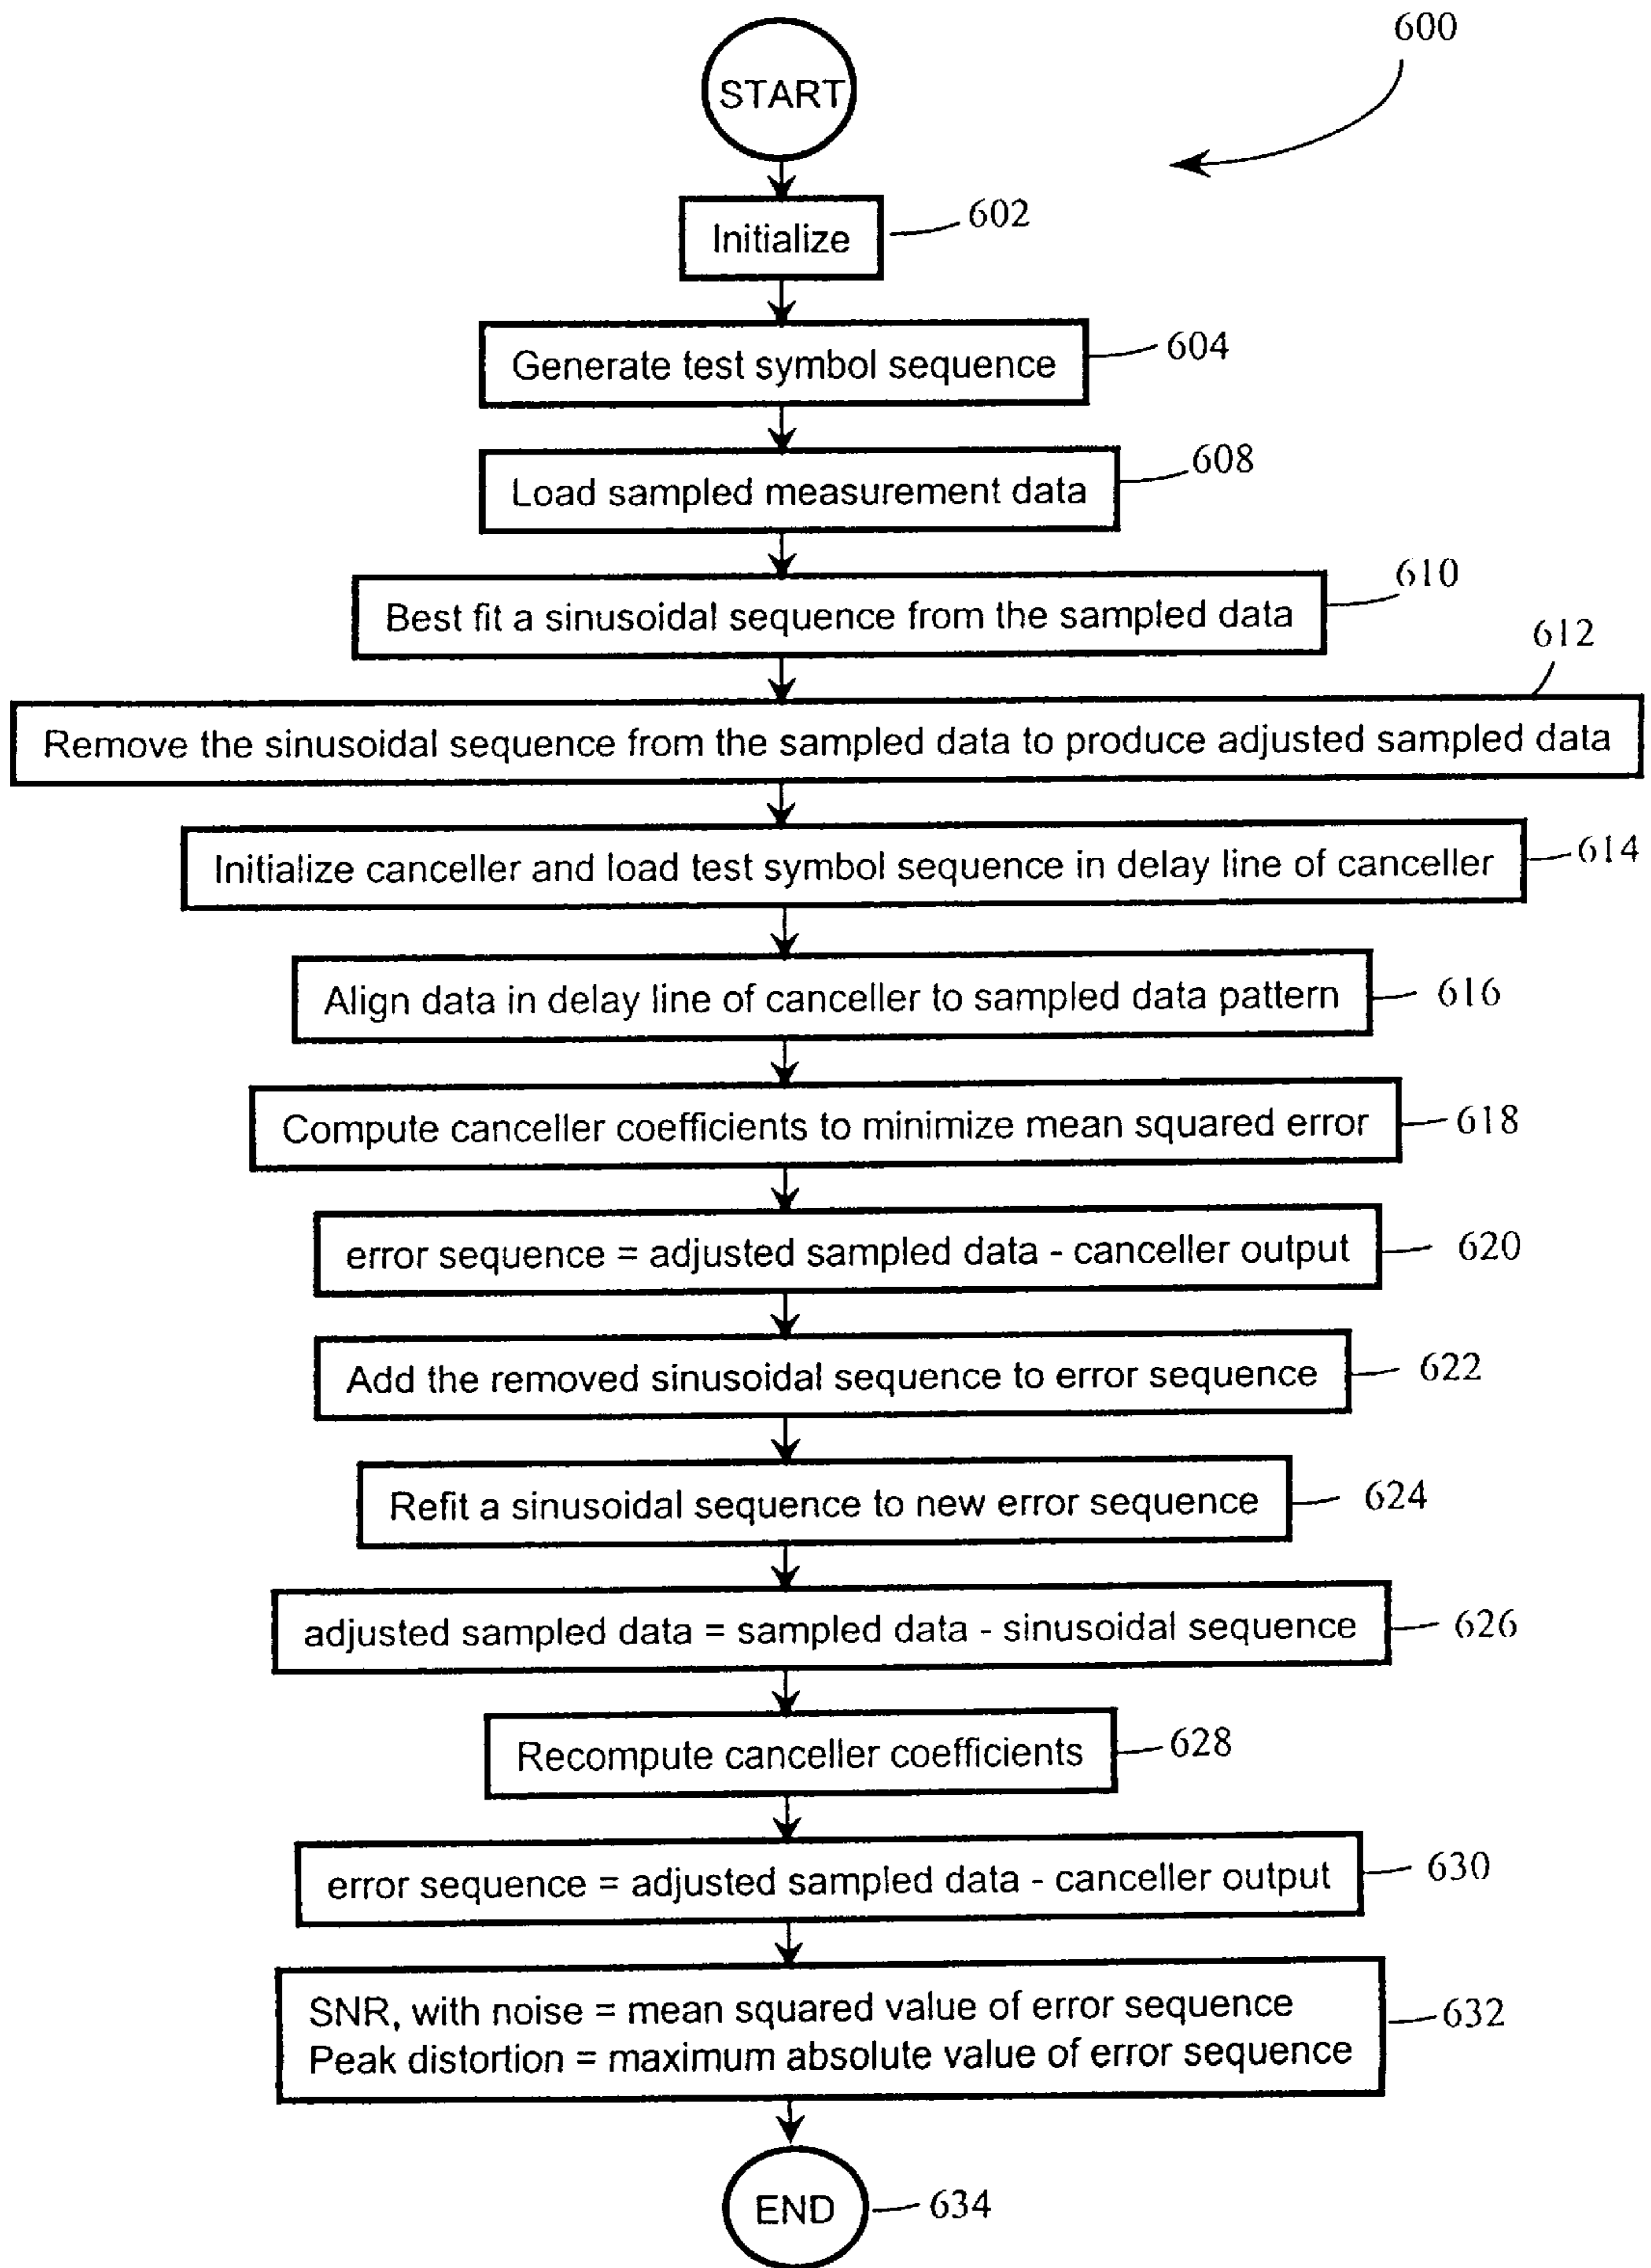 600
START
Initialize
602
Generate test symbol sequence
604
Load sampled measurement data
608
Best fit a sinusoidal sequence from the sampled data
610
612
Remove the sinusoidal sequence from the sampled data to produce adjusted sampled data
Initialize canceller and load test symbol sequence in delay line of canceller
614
Align data in delay line of canceller to sampled data pattern
616
Compute canceller coefficients to minimize mean squared error
618
error sequence = adjusted sampled data - canceller output
620
Add the removed sinusoidal sequence to error sequence
622
Refit a sinusoidal sequence to new error sequence
624
adjusted sampled data = sampled data - sinusoidal sequence
626
Recompute canceller coefficients
628
error sequence = adjusted sampled data - canceller output
630
SNR, with noise = mean squared value of error sequence
Peak distortion = maximum absolute value of error sequence
632
END
634